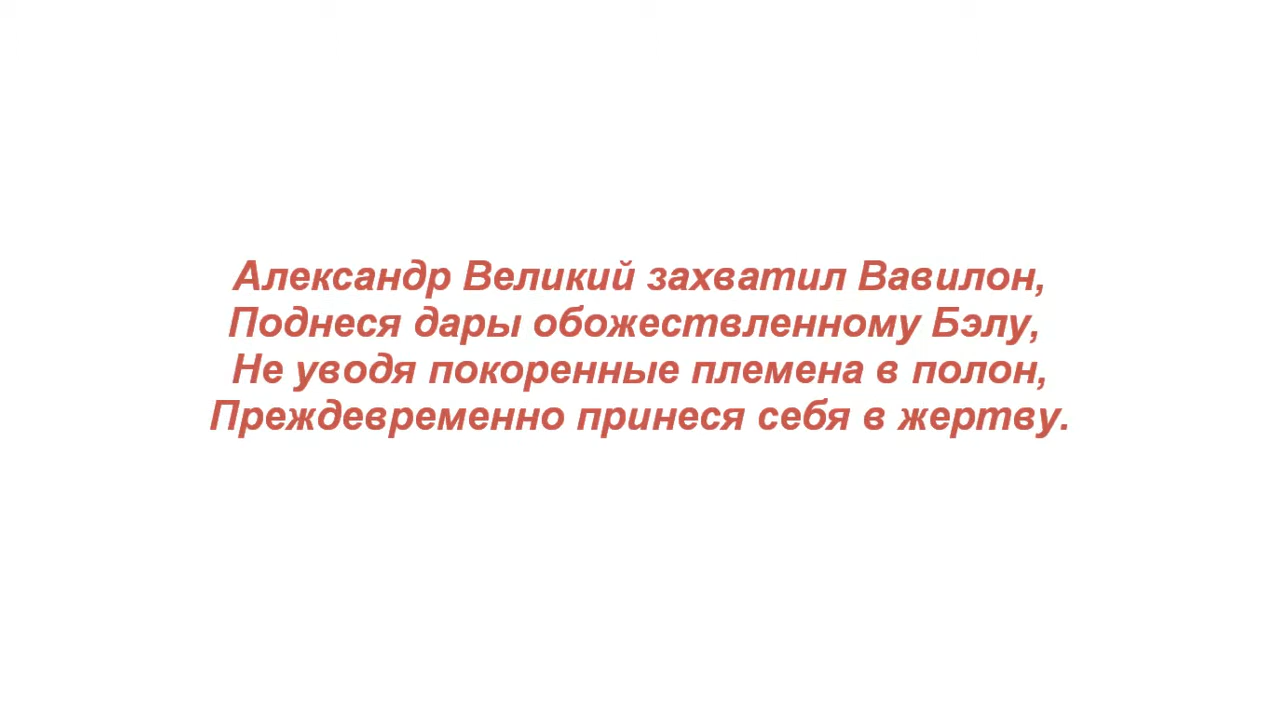 Александр Великий захватил Вавилон,
Поднеся дары обожествленному Бэлу,
Не уводя покоренные племена в полон,
Преждевременно принеся себя в жертву.